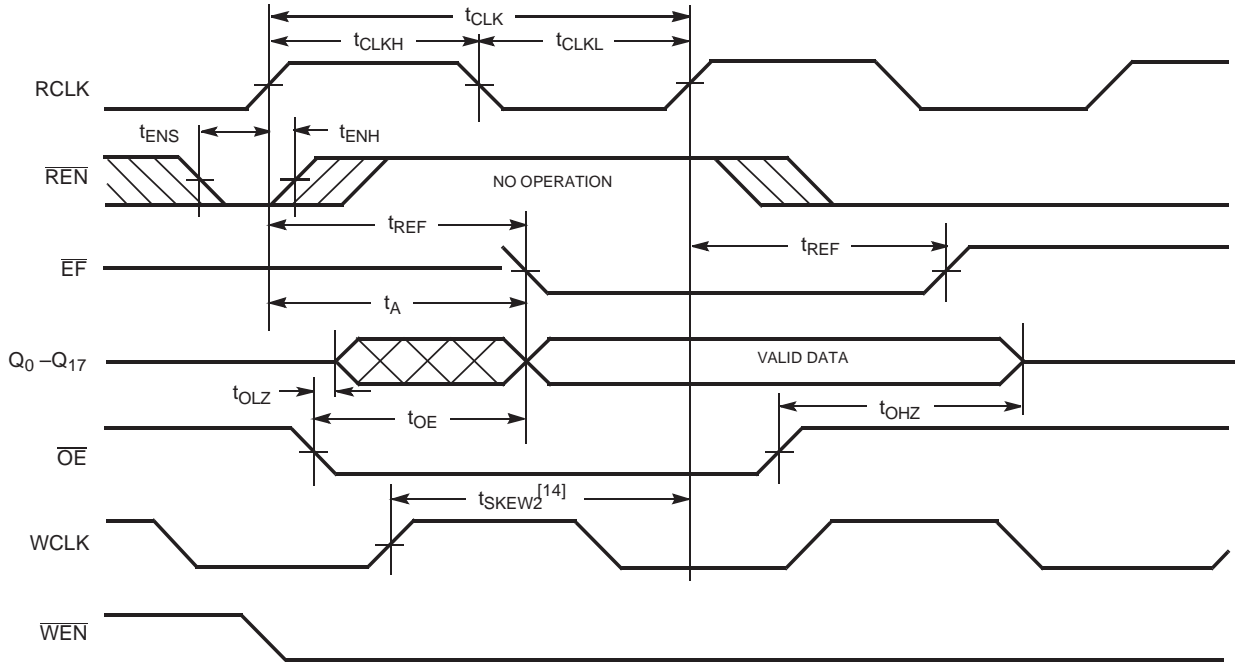 tCLK
tCLKH tCLKL
RCLK
tENS tENH
REN NO OPERATION
tREF
tREF
EF
tA
Q0 –Q17 VALID DATA
tOLZ
tOE tOHZ
OE
tSKEW2[14]
WCLK
WEN